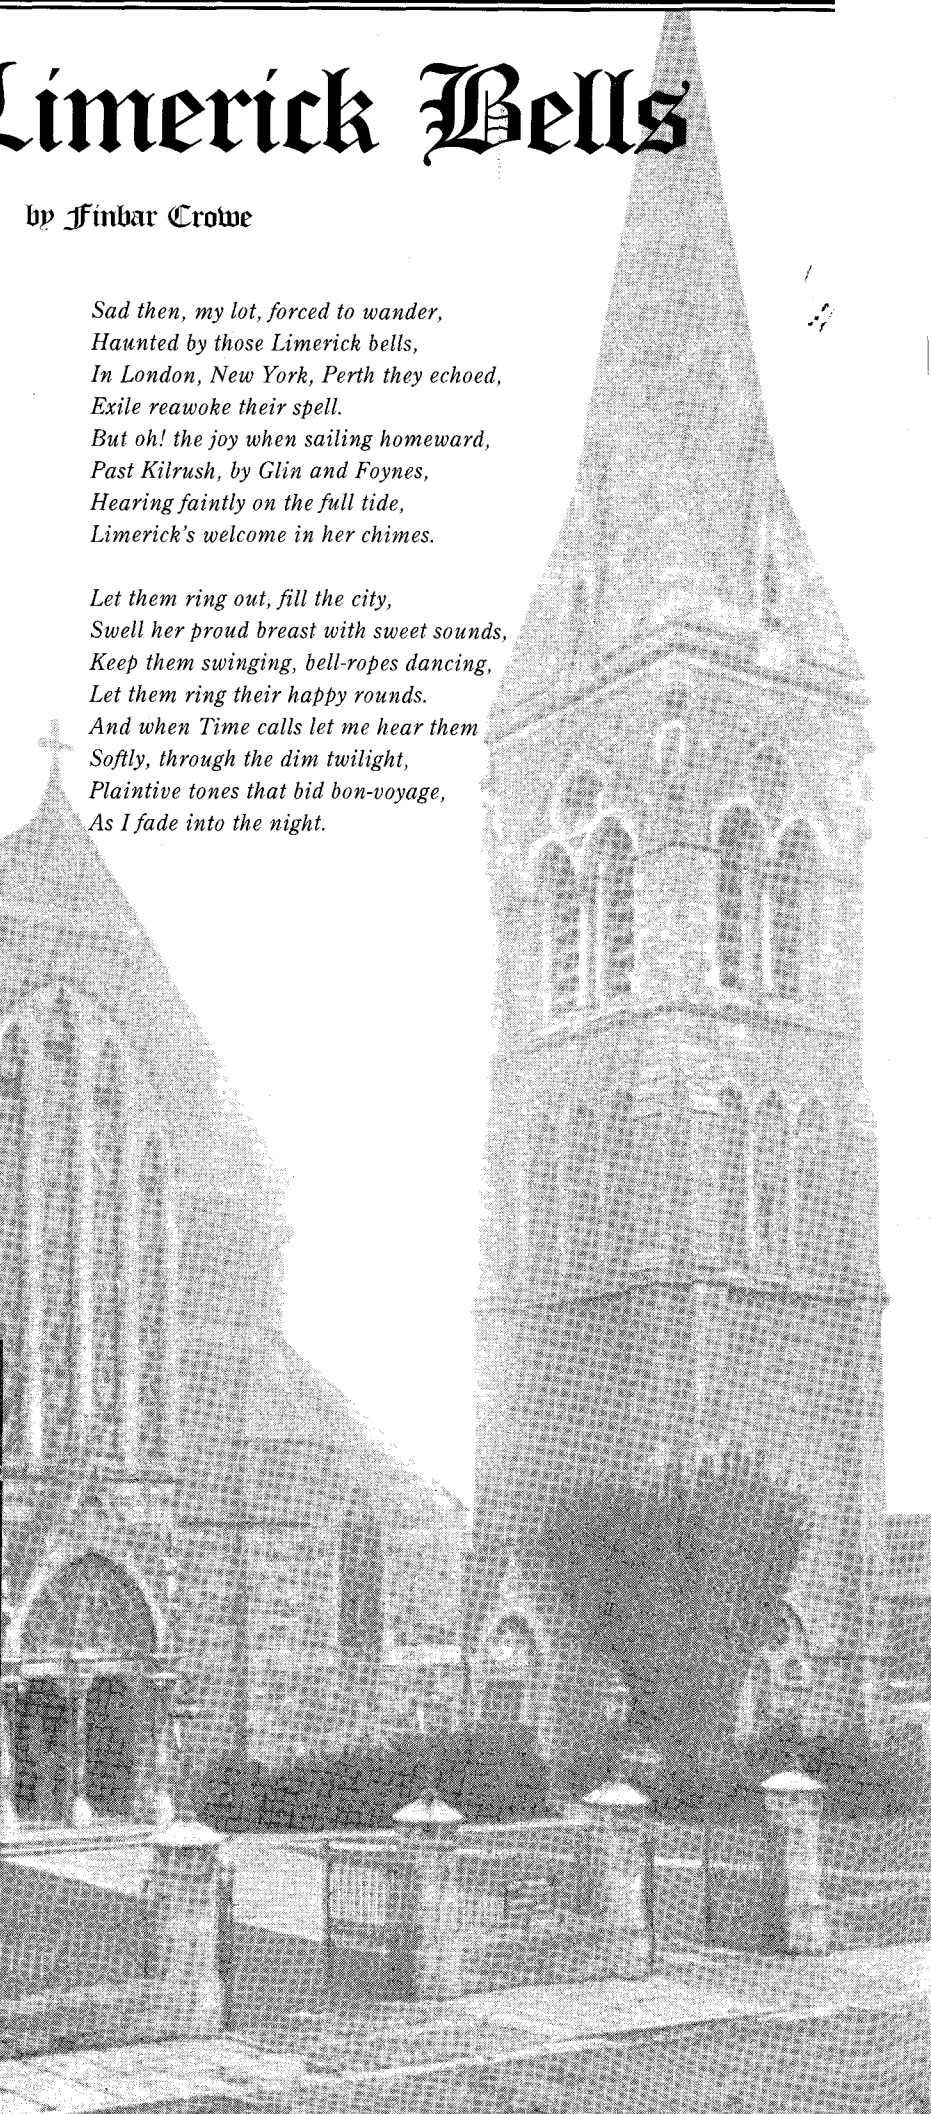 Limerick Bells
by Finbar Crowe
Sad then, my lot, forced to wander,
Haunted by those Limerick bells,
In London, New York, Perth they echoed,
Exile reawoke their spell.
But oh! the joy when sailing homeward,
Past Kilrush, by Glin and Foynes,
Hearing faintly on the full tide,
Limerick's welcome in her chimes.
Let them ring out, fill the city,
Swell her proud breast with sweet sounds,
Keep them swinging, bell-ropes dancing,
Let them ring their happy rounds.
And when Time calls let me hear them
Softly, through the dim twilight,
Plaintive tones that bid bon-voyage,
As I fade into the night.